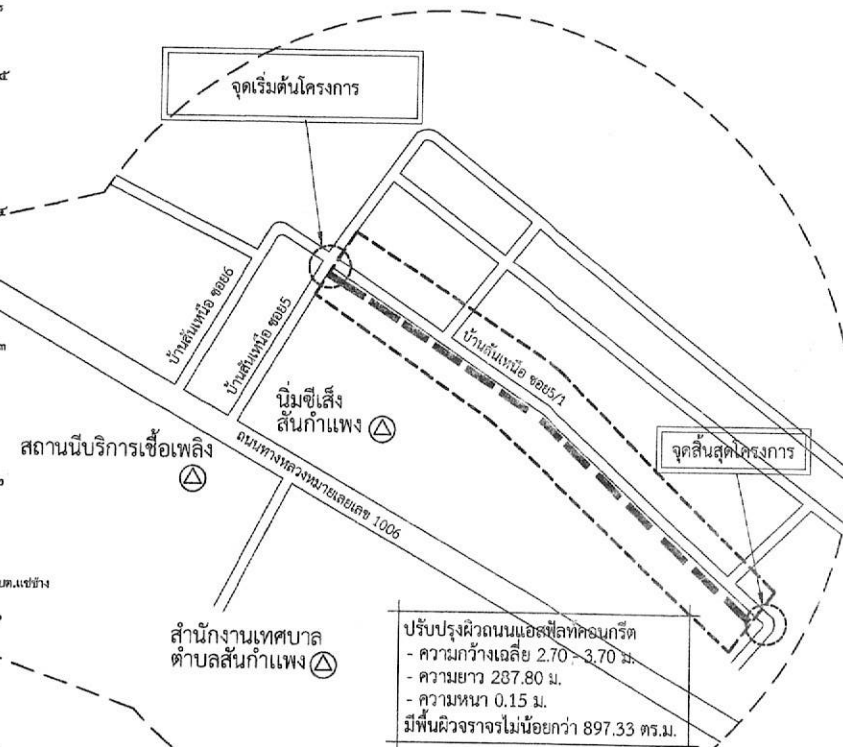 จุดเริ่มต้นโครงการ
บ้านสันเหนือ ซอย6
บ้านสันเหนือ ซอย5
บ้านสันเหนือ ซอย5/1
นิ่มซีเส็ง
สันกำแพง
สถานนีบริการเชื้อเพลิง
ถนนทางหลวงหมายเลยเลข 1006
จุดสิ้นสุดโครงการ
สำนักงานเทศบาล
ตำบลสันกำแพง
ปรับปรุงผิวถนนแอสฟัลท์คอนกรีต
- ความกว้างเฉลี่ย 2.70 - 3.70 ม.
- ความยาว 287.80 ม.
- ความหนา 0.15 ม.
มีพื้นผิวจราจรไม่น้อยกว่า 897.33 ตร.ม.